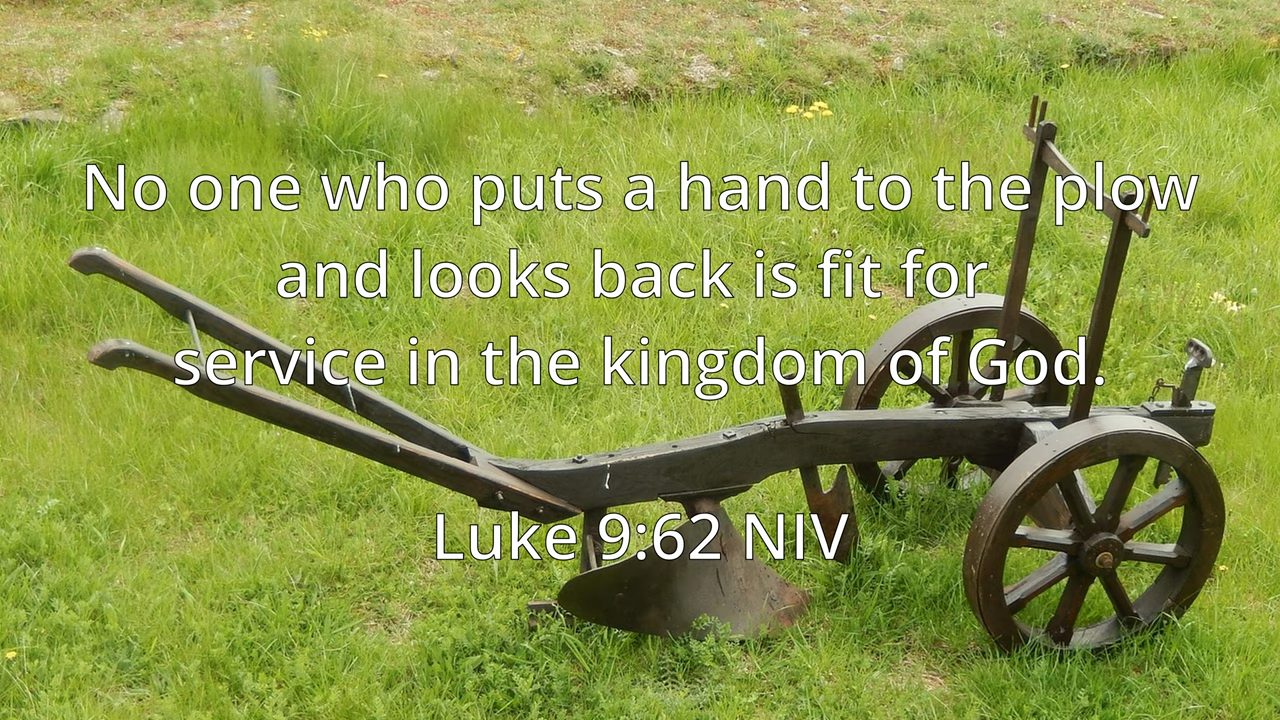 No one who puts a hand to the plow
and looks back is fit for
service in the kingdom of God.
Luke 9:62 NIV